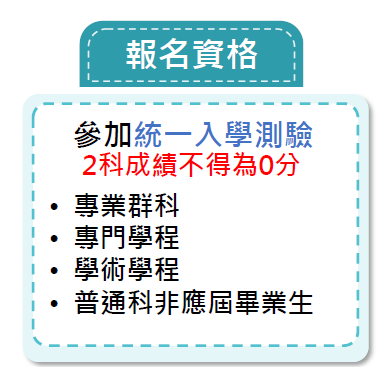 報名資格
參加統一入學測驗
2科成績不得為0分
• 專業群科
• 專門學程
• 學術學程
• 普通科非應屆畢業生